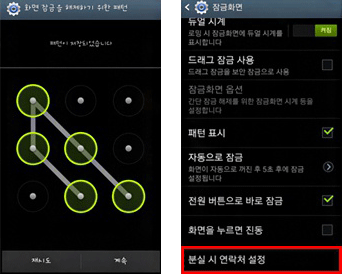 화면 잠금을 해제하기 위한 패턴
패턴이 저장되었습니다
재시도
계속
잠금화면
듀얼 시계
로밍 시 잠금화면에 듀얼 시계를
표시합니다
켜짐
드래그 잠금 사용
드래그 잠금을 보안 잠금으로 사용
잠금화면 옵션
간단 잠금 해제를 위한 잠금화면 시계 등을
설정합니다
패턴 표시
자동으로 잠금
화면이 자동으로 꺼진 후 5초 후에 잠금
설정됩니다
전원 버튼으로 바로 잠금
화면을 누르면 진동
분실 시 연락처 설정